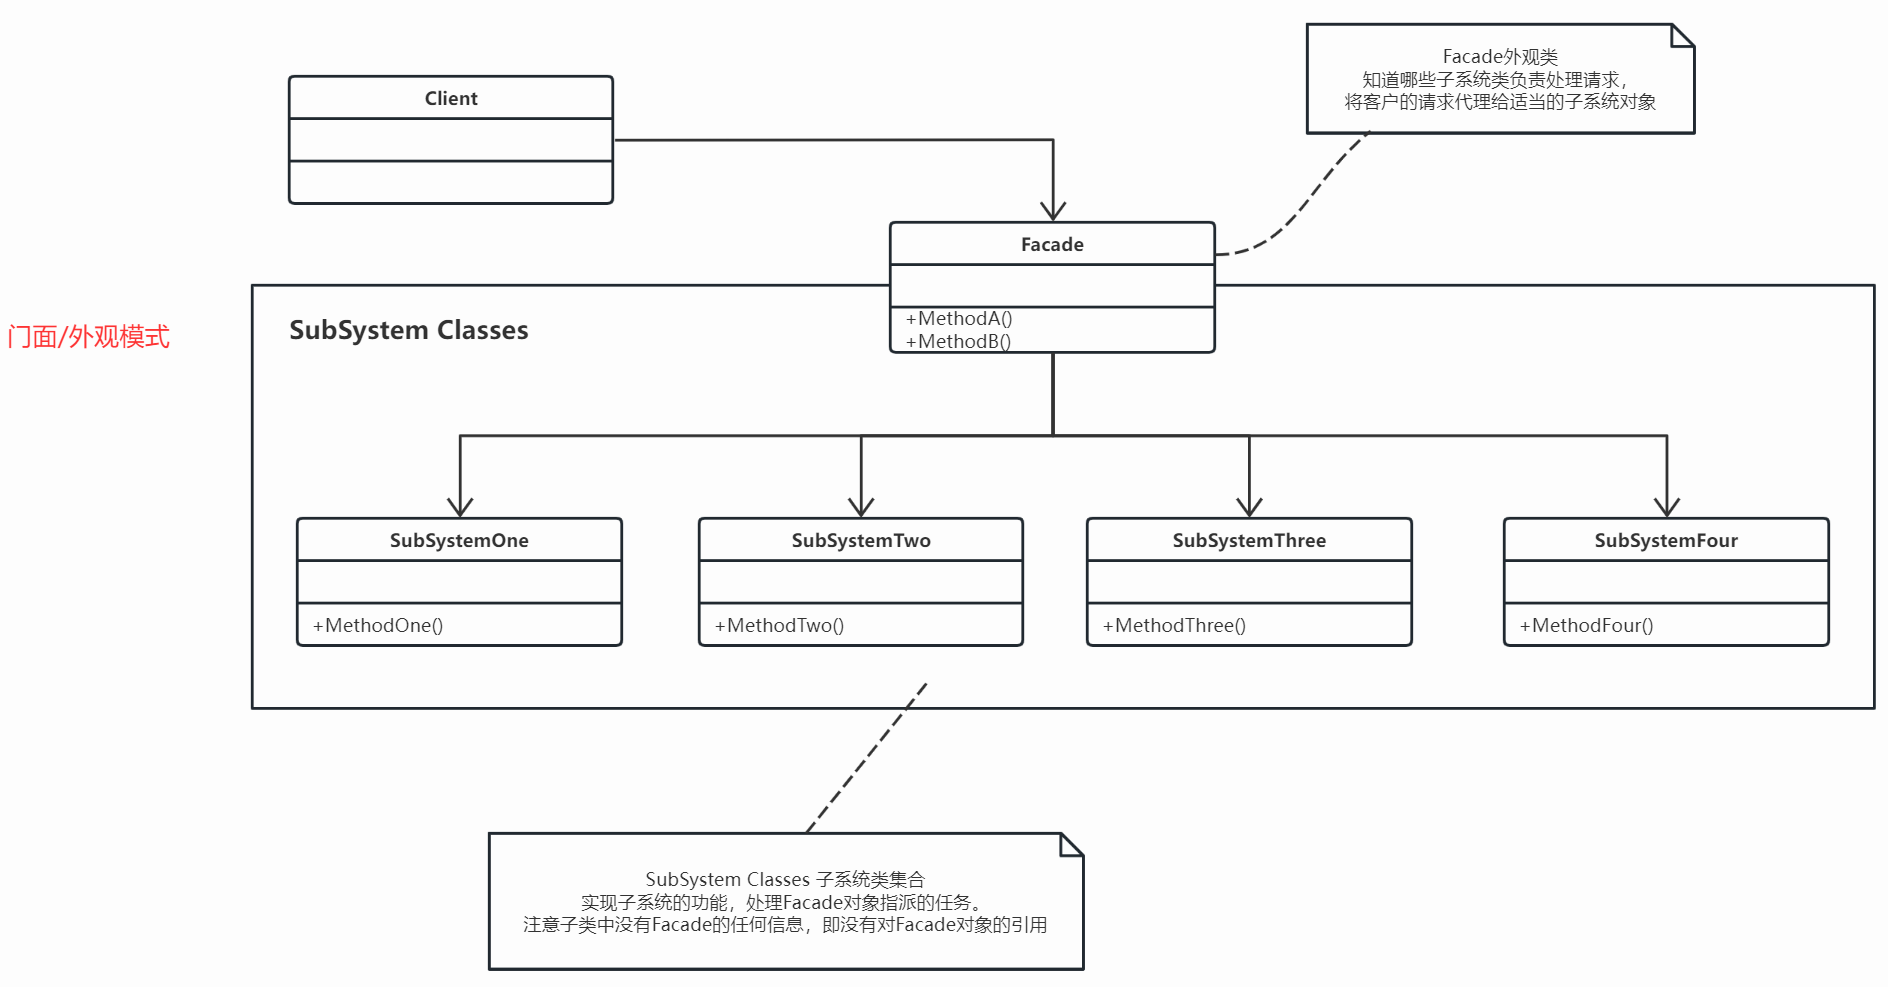 Facade外观类
知道哪些子系统类负责处理请求，
将客户的请求代理给适当的子系统对象
Client
Facade
+MethodA()
+MethodB()
门面/外观模式
SubSystem Classes
SubSystemOne
+MethodOne()
SubSystemTwo
+MethodTwo()
SubSystemThree
+MethodThree()
SubSystemFour
+MethodFour()
SubSystem Classes 子系统类集合
实现子系统的功能，处理Facade对象指派的任务。
注意子类中没有Facade的任何信息，即没有对Facade对象的引用